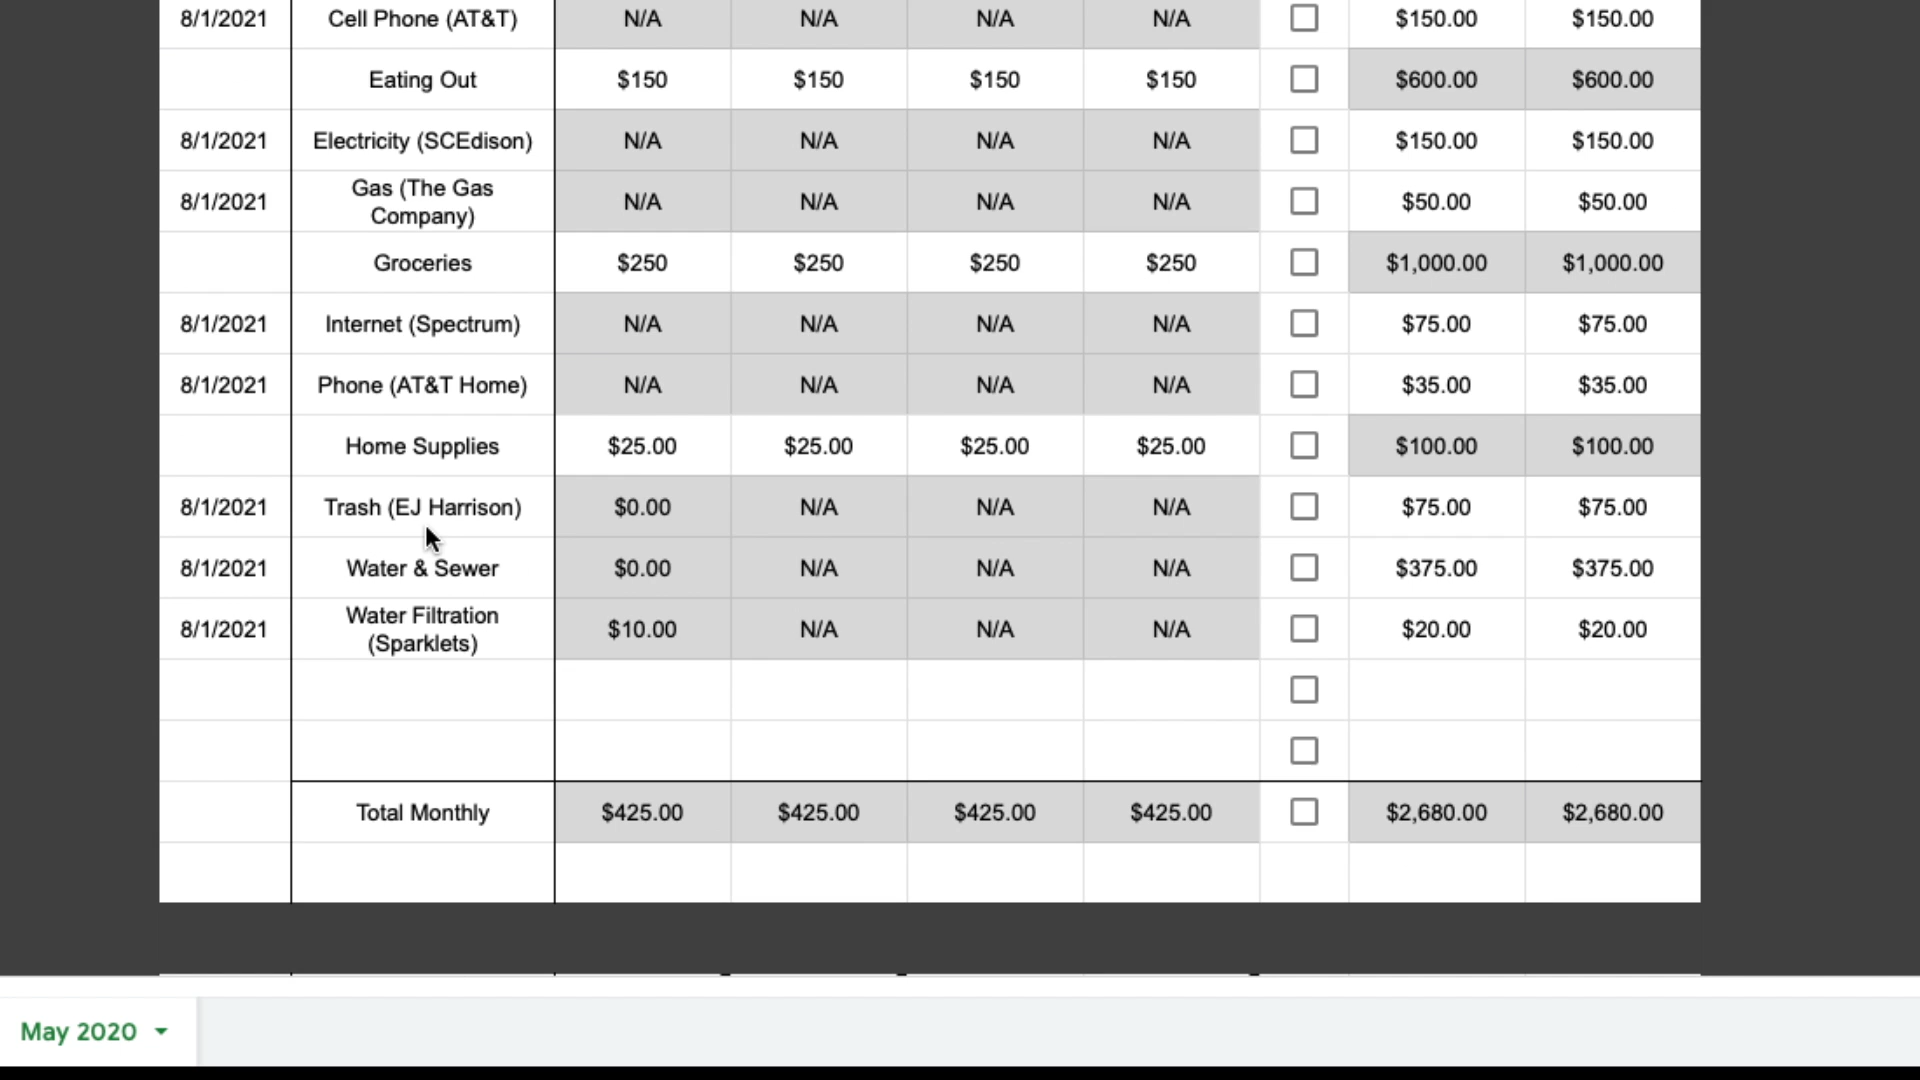 8/1/2021 Cell Phone (AT&T) N/A N/A N/A N/A $150.00 $150.00
Eating Out $150 $150 $150 $150 $600.00 $600.00
8/1/2021 Electricity (SCEdison) N/A N/A N/A N/A $150.00 $150.00
Gas (The Gas
8/1/2021 Company) N/A N/A N/A N/A $50.00 $50.00
Groceries $250 $250 $250 $250 $1,000.00 $1,000.00
8/1/2021 Internet (Spectrum) N/A N/A N/A N/A $75.00 $75.00
8/1/2021 Phone (AT&T Home) N/A N/A N/A N/A $35.00 $35.00
Home Supplies $25.00 $25.00 $25.00 $25.00 $100.00 $100.00
8/1/2021 Trash (EJ Harrison) $0.00 N/A N/A N/A $75.00 $75.00
8/1/2021 Water & Sewer $0.00 N/A N/A N/A $375.00 $375.00
Water Filtration
8/1/2021 (Sparklets) $10.00 N/A N/A N/A $20.00 $20.00
Total Monthly $425.00 $425.00 $425.00 $425.00 $2,680.00 $2,680.00
May 2020